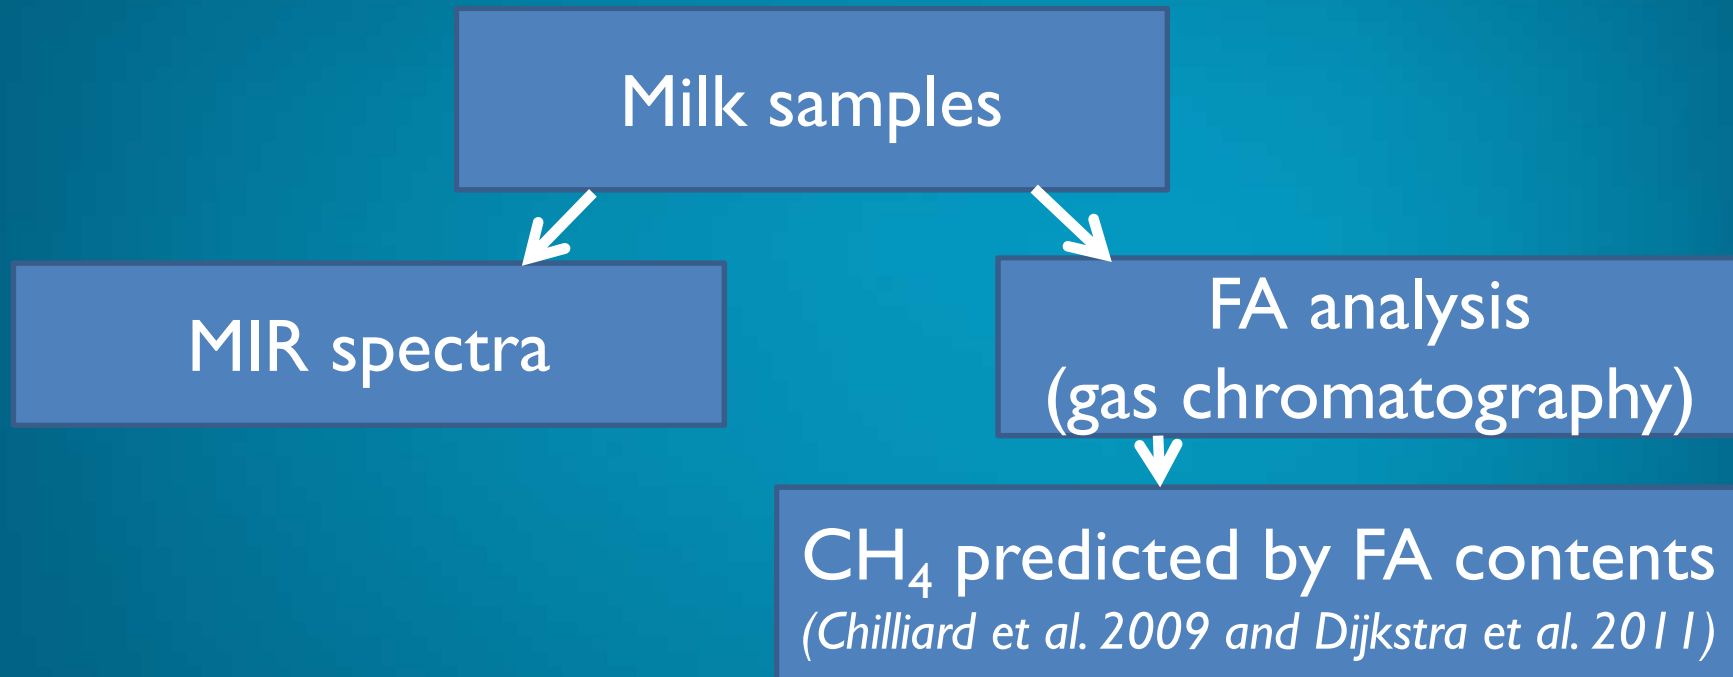 Milk samples
MIR spectra
FA analysis
(gas chromatography)
CH₄ predicted by FA contents
(Chilliard et al. 2009 and Dijkstra et al. 2011)